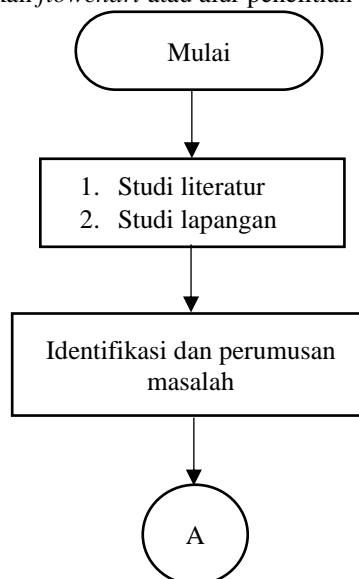 flowchart atau alur penelitian
Mulai
1. Studi literatur
2. Studi lapangan
Identifikasi dan perumusan
masalah
A